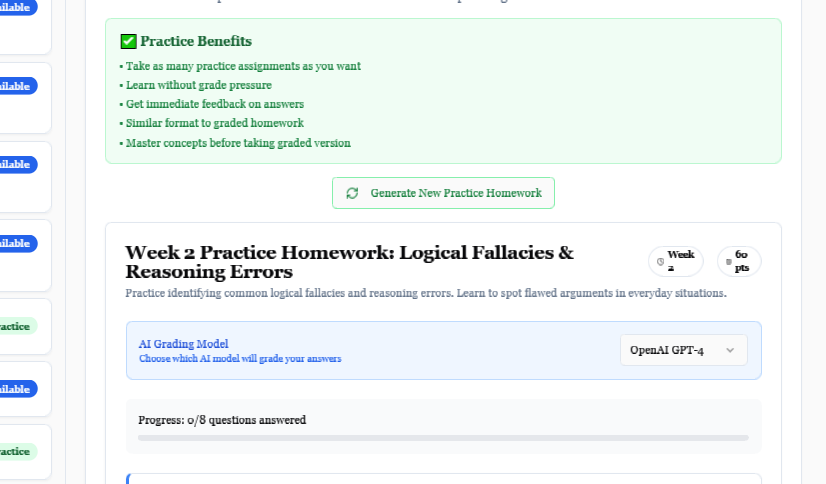 ilable
Practice Benefits
• Take as many practice assignments as you want
• Learn without grade pressure
• Get immediate feedback on answers
• Similar format to graded homework
• Master concepts before taking graded version
ilable
ilable
Generate New Practice Homework
ilable
Week 2 Practice Homework: Logical Fallacies &
Reasoning Errors
Week
2
60
pts
Practice identifying common logical fallacies and reasoning errors. Learn to spot flawed arguments in everyday situations.
actice
AI Grading Model
Choose which AI model will grade your answers
OpenAI GPT-4
ilable
Progress: 0/8 questions answered
actice